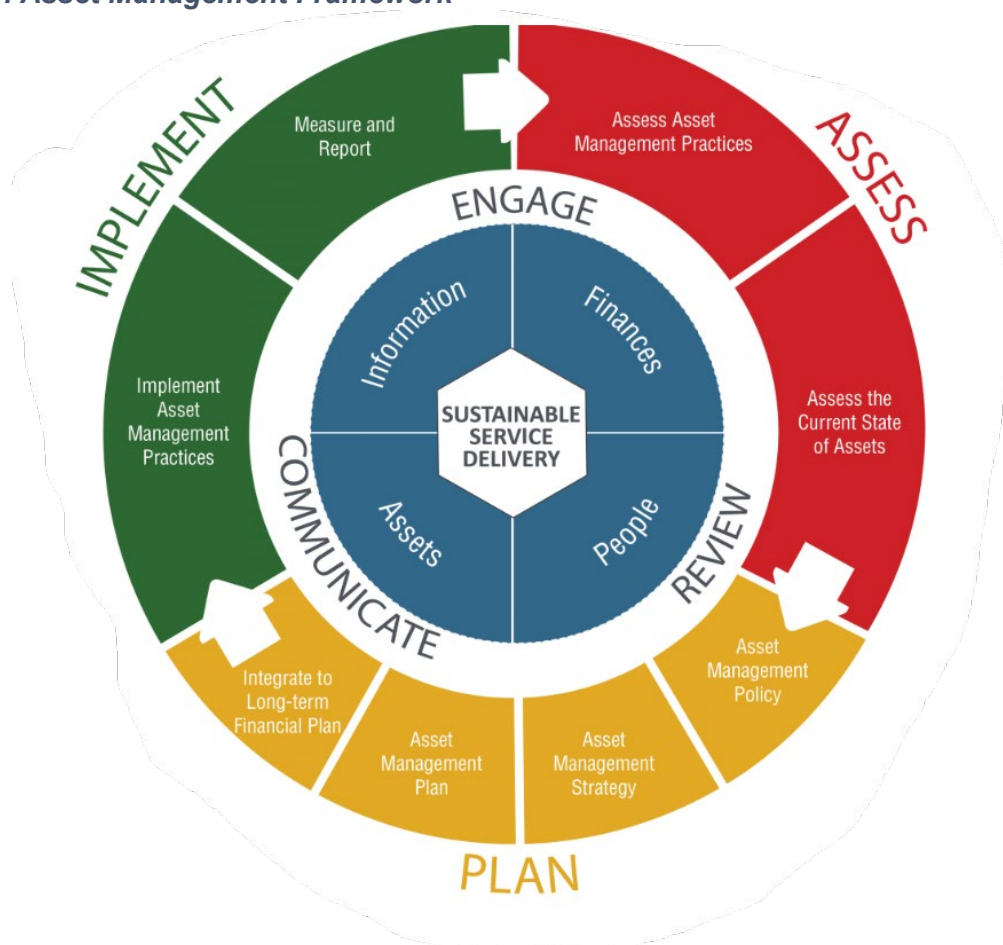 Asset Management Framework
IMPLEMENT
Measure and
Report
Assess Asset
Management Practices
ASSESS
ENGAGE
Information
Finances
Implement
Asset
Management
Practices
SUSTAINABLE
SERVICE
DELIVERY
Assess the
Current State
of Assets
COMMUNICATE
Assets
People
REVIEW
Integrate to
Long-term
Financial Plan
Asset
Management
Plan
Asset
Management
Strategy
Asset
Management
Policy
PLAN